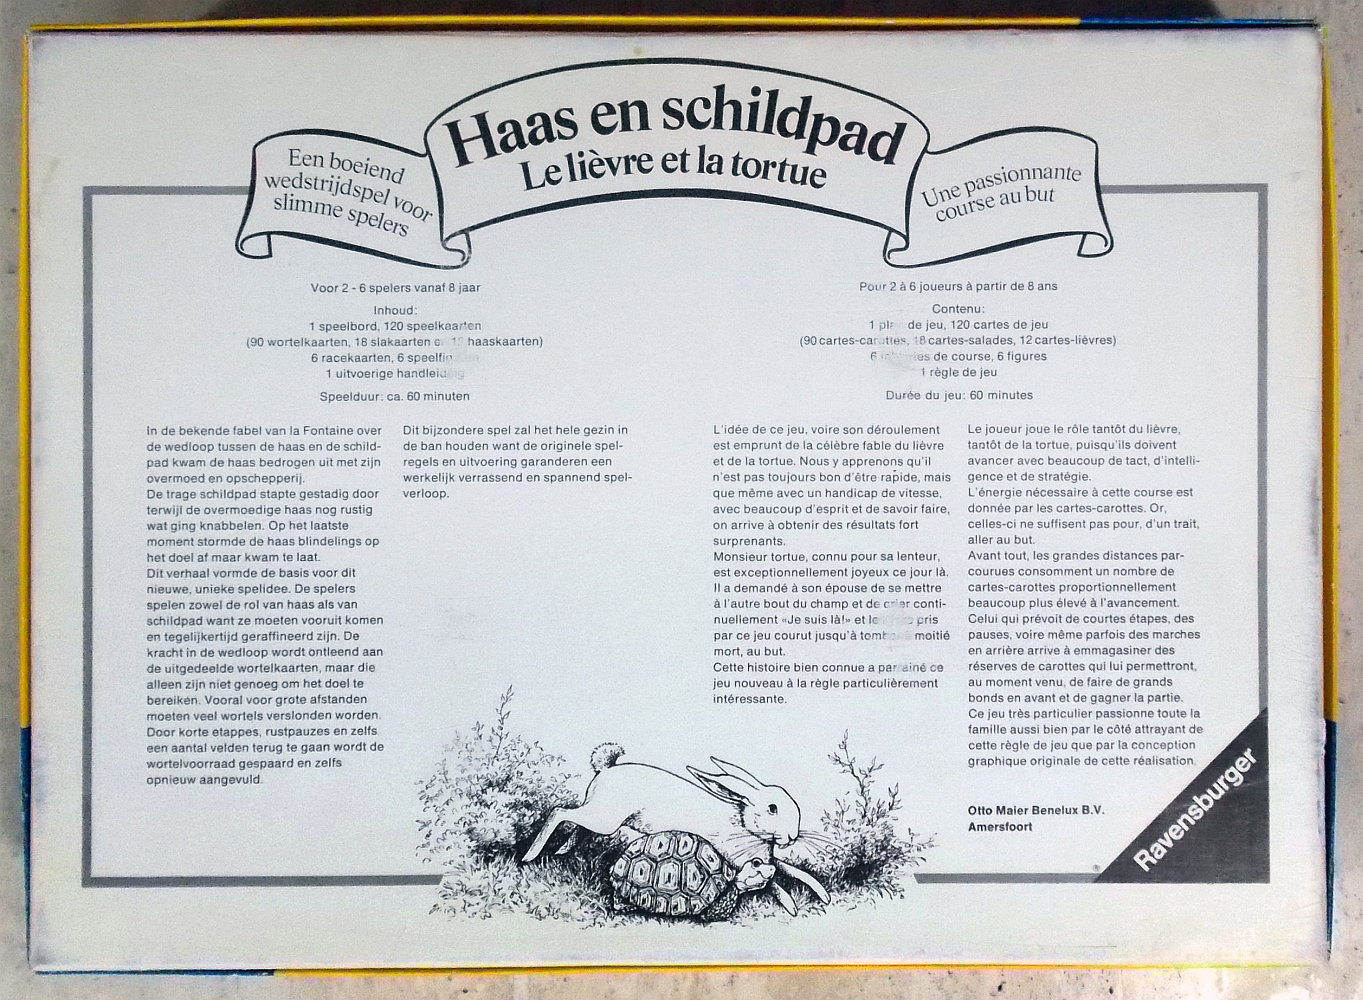 Haas en schildpad
Le lièvre et la tortue
Een boeiend
wedstrijdspel voor
slimme spelers
Une passionnante
course au but
Voor 2 - 6 spelers vanaf 8 jaar
Inhoud:
1 speelbord, 120 speelkaarten
(90 wortelkaarten, 18 slakaarten haaskaarten)
6 racekaarten, 6
1 uitvoerige
Speelduur: ca. 60 minuten
In de bekende fabel van la Fontaine over
de wedloop tussen de haas en de schild-
pad kwam de haas bedrogen uit met zijn
overmoed en opschepperij.
De trage schildpad stapte gestadig door
terwijl de overmoedige haas nog rustig
wat ging knabbelen. Op het laatste
moment stormde de haas blindelings op
het doel af maar kwam te laat.
Dit verhaal vormde de basis voor dit
nieuwe, unieke spelidee. De spelers
spelen zowel de rol van haas als van
schildpad want ze moeten vooruit komen
en tegelijkertijd geraffineerd zijn. De
kracht in de wedloop wordt ontleend aan
de uitgedeelde wortelkaarten, maar die
alleen zijn niet genoeg om het doel te
bereiken. Vooral voor grote afstanden
moeten veel wortels verslonden worden.
Door korte etappes, rustpauzes en zelfs
een aantal velden terug te gaan wordt de
wortelvoorraad gespaard en zelfs
opnieuw aangevuld.
Dit bijzondere spel zal het hele gezin in
de ban houden want de originele spel-
regels en uitvoering garanderen een
werkelijk verrassend en spannend spel-
verloop.
Pour 2 à 6 joueurs à partir de 8 ans
Contenu:
1 de jeu, 120 cartes de jeu
(90 cartes-carottes, 18 cartes-salades, 12 cartes-lièvres)
6 de course, 6 figures
1 règle de jeu
Durée du jeu: 60 minutes
L'idée de ce jeu, voire son déroulement
est emprunt de la célèbre fable du lièvre
et de la tortue. Nous y apprenons qu'il
n'est pas toujours bon d'être rapide, mais
que même avec un handicap de vitesse,
avec beaucoup d'esprit et de savoir faire,
on arrive à obtenir des résultats fort
surprenants.
Monsieur tortue, connu pour sa lenteur,
est exceptionnellement joyeux ce jour là.
Il a demandé à son épouse de se mettre
à l'autre bout du champ et de crier conti-
nuellement «Je suis là!» et pris
par ce jeu courut jusqu'à moitié
mort, au but.
Cette histoire bien connue a parrainé ce
jeu nouveau à la règle particulièrement
intéressante.
Le joueur joue le rôle tantôt du lièvre,
tantôt de la tortue, puisqu'ils doivent
avancer avec beaucoup de tact, d'intelli-
gence et de stratégie.
L'énergie nécessaire à cette course est
donnée par les cartes-carottes. Or,
celles-ci ne suffisent pas pour, d'un trait,
aller au but.
Avant tout, les grandes distances par-
courues consomment un nombre de
cartes-carottes proportionnellement
beaucoup plus élevé à l'avancement.
Celui qui prévoit de courtes étapes, des
pauses, voire même parfois des marches
en arrière arrive à emmagasiner des
réserves de carottes qui lui permettront,
au moment venu, de faire de grands
bonds en avant et de gagner la partie.
Ce jeu très particulier passionne toute la
famille aussi bien par le côté attrayant de
cette règle de jeu que par la conception
graphique originale de cette réalisation.
Otto Maier Benelux B.V.
Amersfoort
Ravensburger
®